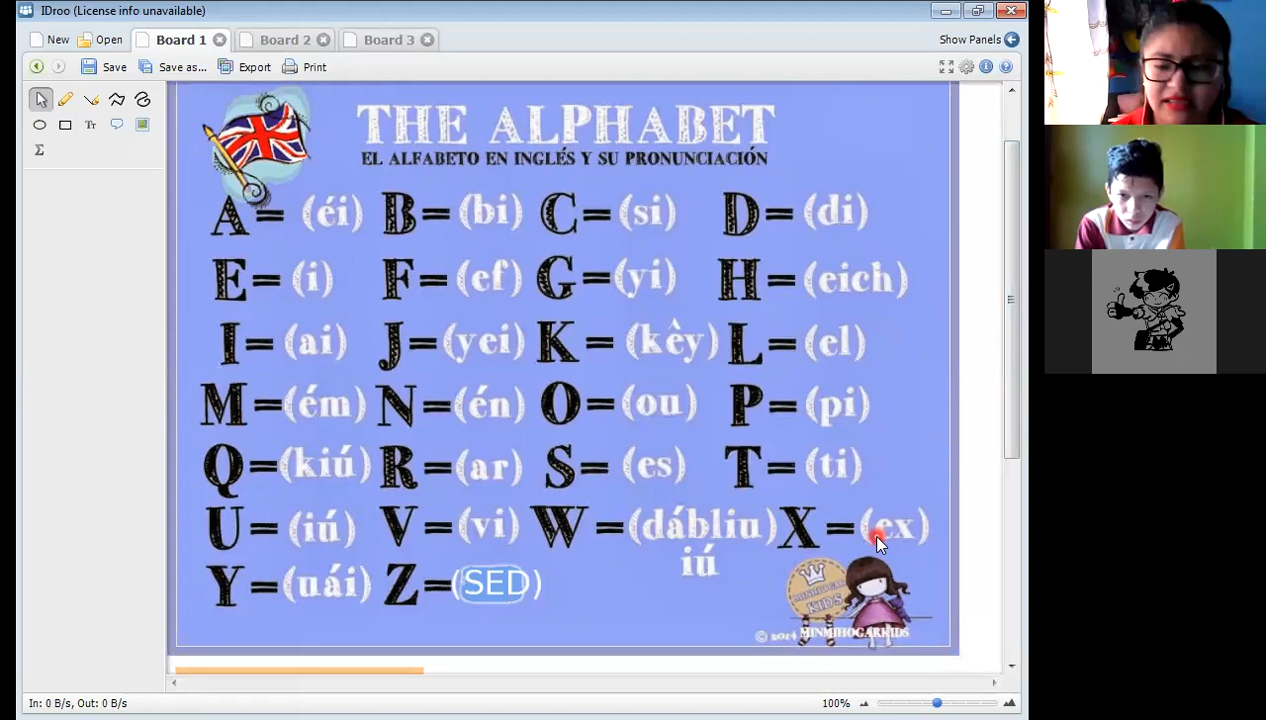 IDroo (License info unavailable)
New Open Board 1 Board 2 Board 3 Show Panels
Save Save as... Export Print
THE ALPHABET
EL ALFABETO EN INGLÉS Y SU PRONUNCIACIÓN
A= (éi) B= (bi) C= (si) D= (di)
E= (i) F= (ef) G=(yi) H=(eich)
I= (ai) J=(yei) K= (kêy) L= (el)
M=(ém) N=(én) O= (ou) P= (pi)
Q=(kiú) R=(ar) S= (es) T= (ti)
U= (iú) V= (vi) W=(dábliu) X=(ex)
iú
Y=(uái) Z=(SED)
Tr
Σ
MINMIHOGAR
KIDS
© 2014 MINMIHOGARKIDS
In: 0 B/s, Out: 0 B/s 100%